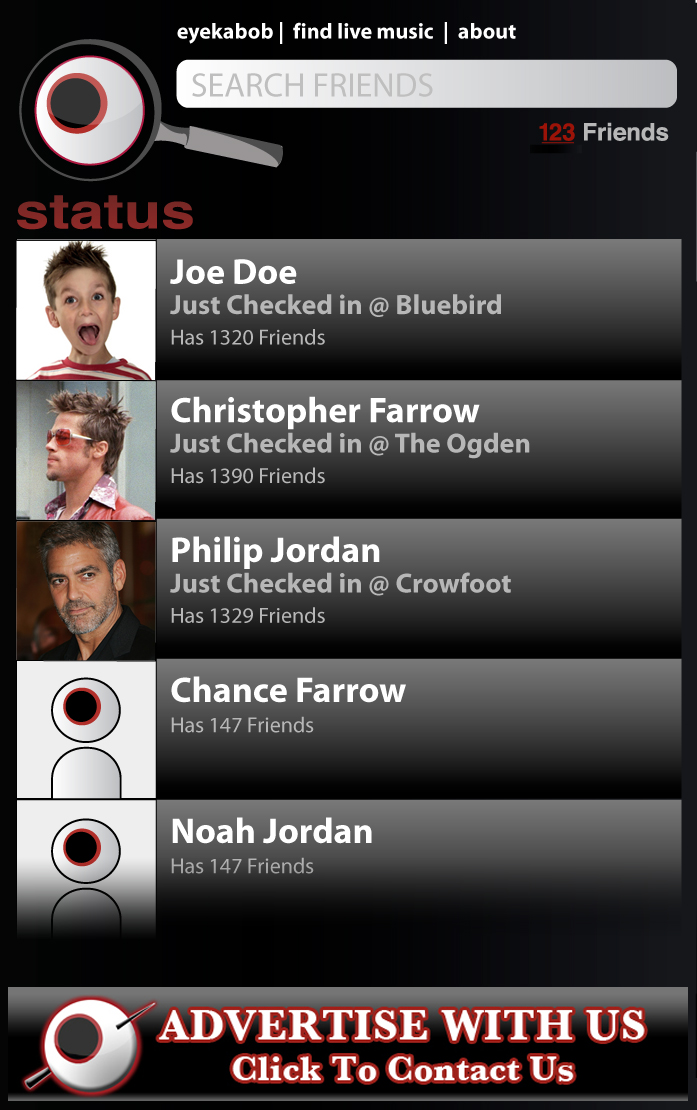 eyekabob | find live music | about
SEARCH FRIENDS
123 Friends
status
Joe Doe
Just Checked in @ Bluebird
Has 1320 Friends
Christopher Farrow
Just Checked in @ The Ogden
Has 1390 Friends
Philip Jordan
Just Checked in @ Crowfoot
Has 1329 Friends
Chance Farrow
Has 147 Friends
Noah Jordan
Has 147 Friends
ADVERTISE WITH US
Click To Contact Us